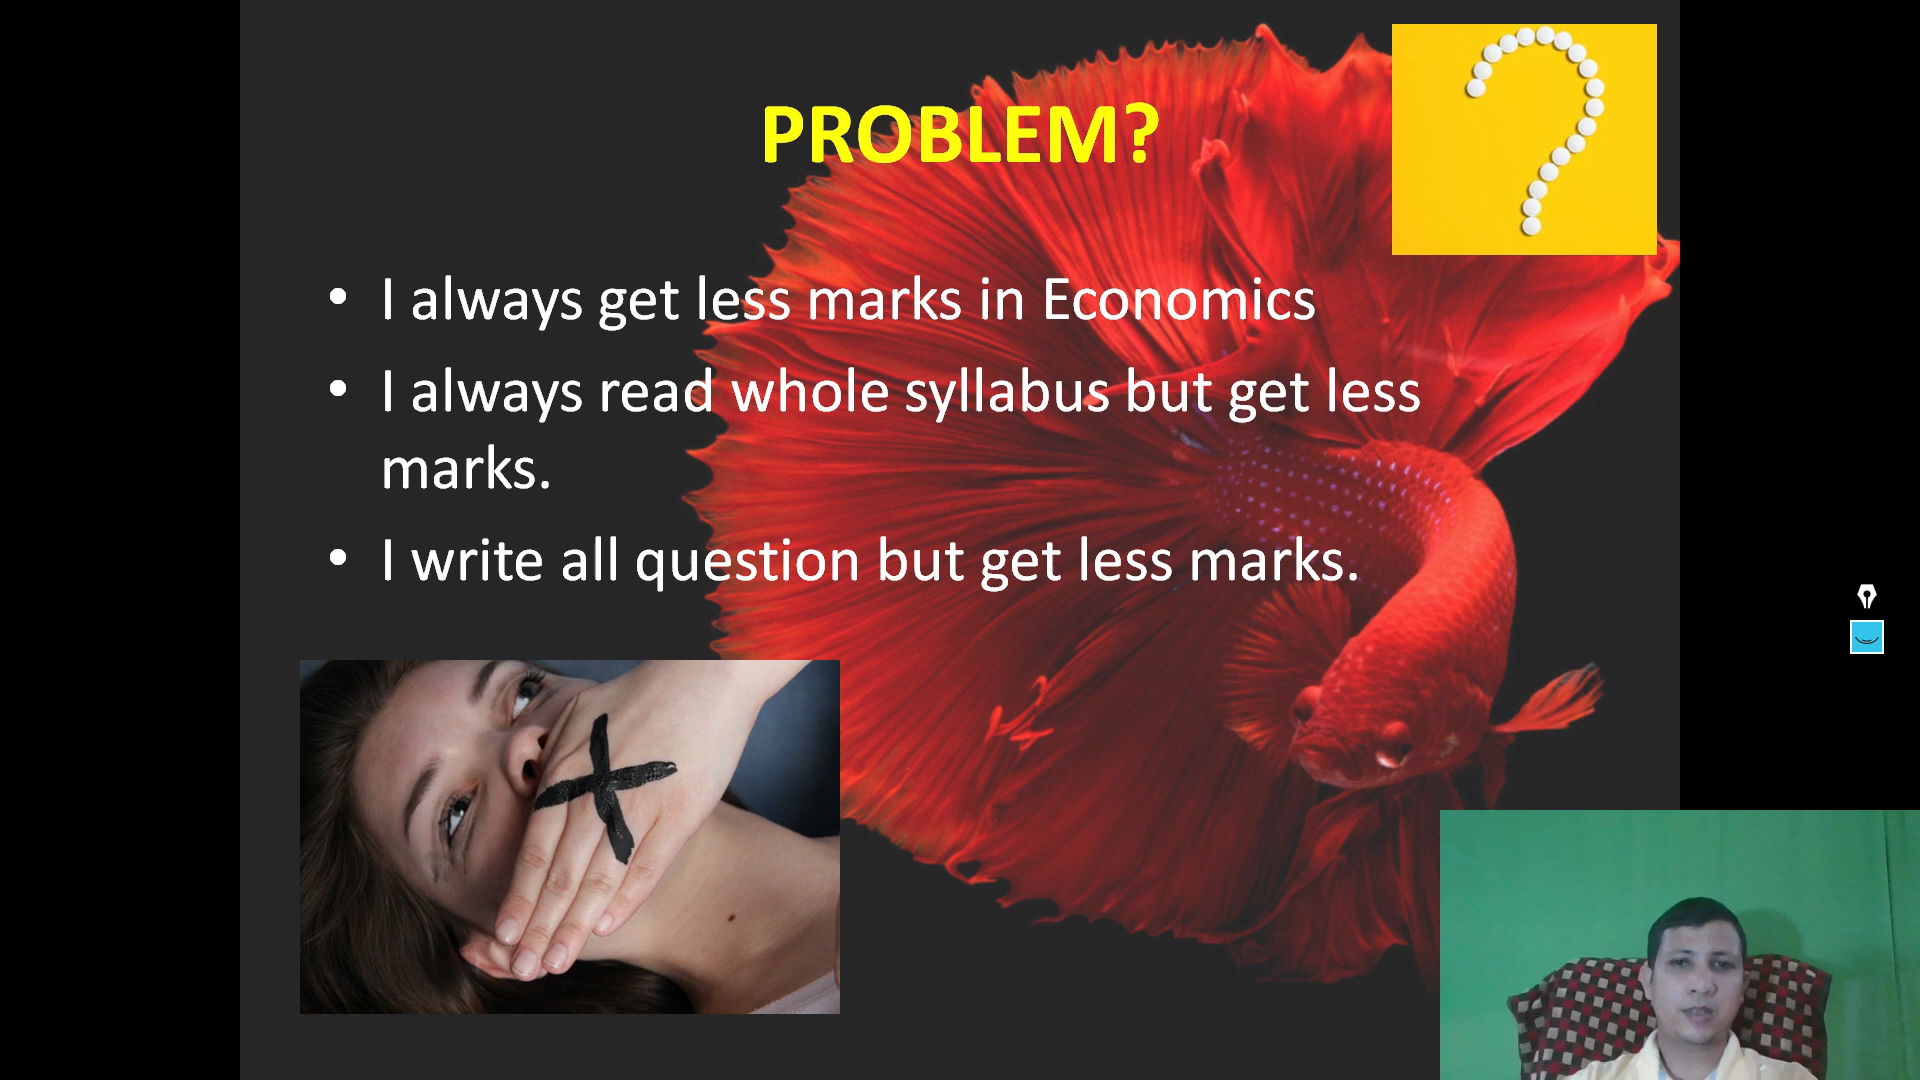 PROBLEM?
• I always get less marks in Economics
• I always read whole syllabus but get less
marks.
• I write all question but get less marks.